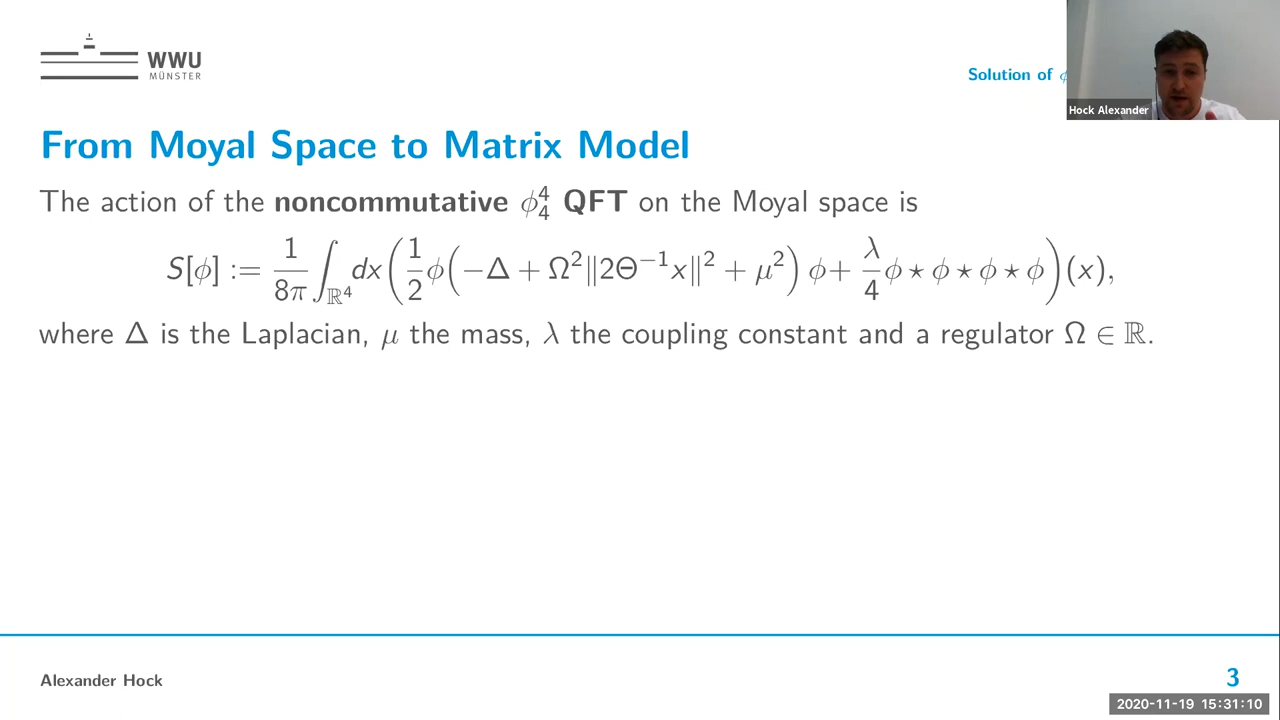 WWU
MÜNSTER
Solution of ϕ
Hock Alexander
From Moyal Space to Matrix Model
The action of the noncommutative ϕ⁴₄ QFT on the Moyal space is
S[ϕ] := 1/8π ∫_ℝ⁴ dx(1/2 ϕ(−Δ + Ω²‖2Θ⁻¹x‖² + μ²) ϕ + λ/4 ϕ ⋆ ϕ ⋆ ϕ ⋆ ϕ)(x),
where Δ is the Laplacian, μ the mass, λ the coupling constant and a regulator Ω ∈ ℝ.
Alexander Hock
3
2020-11-19 15:31:10